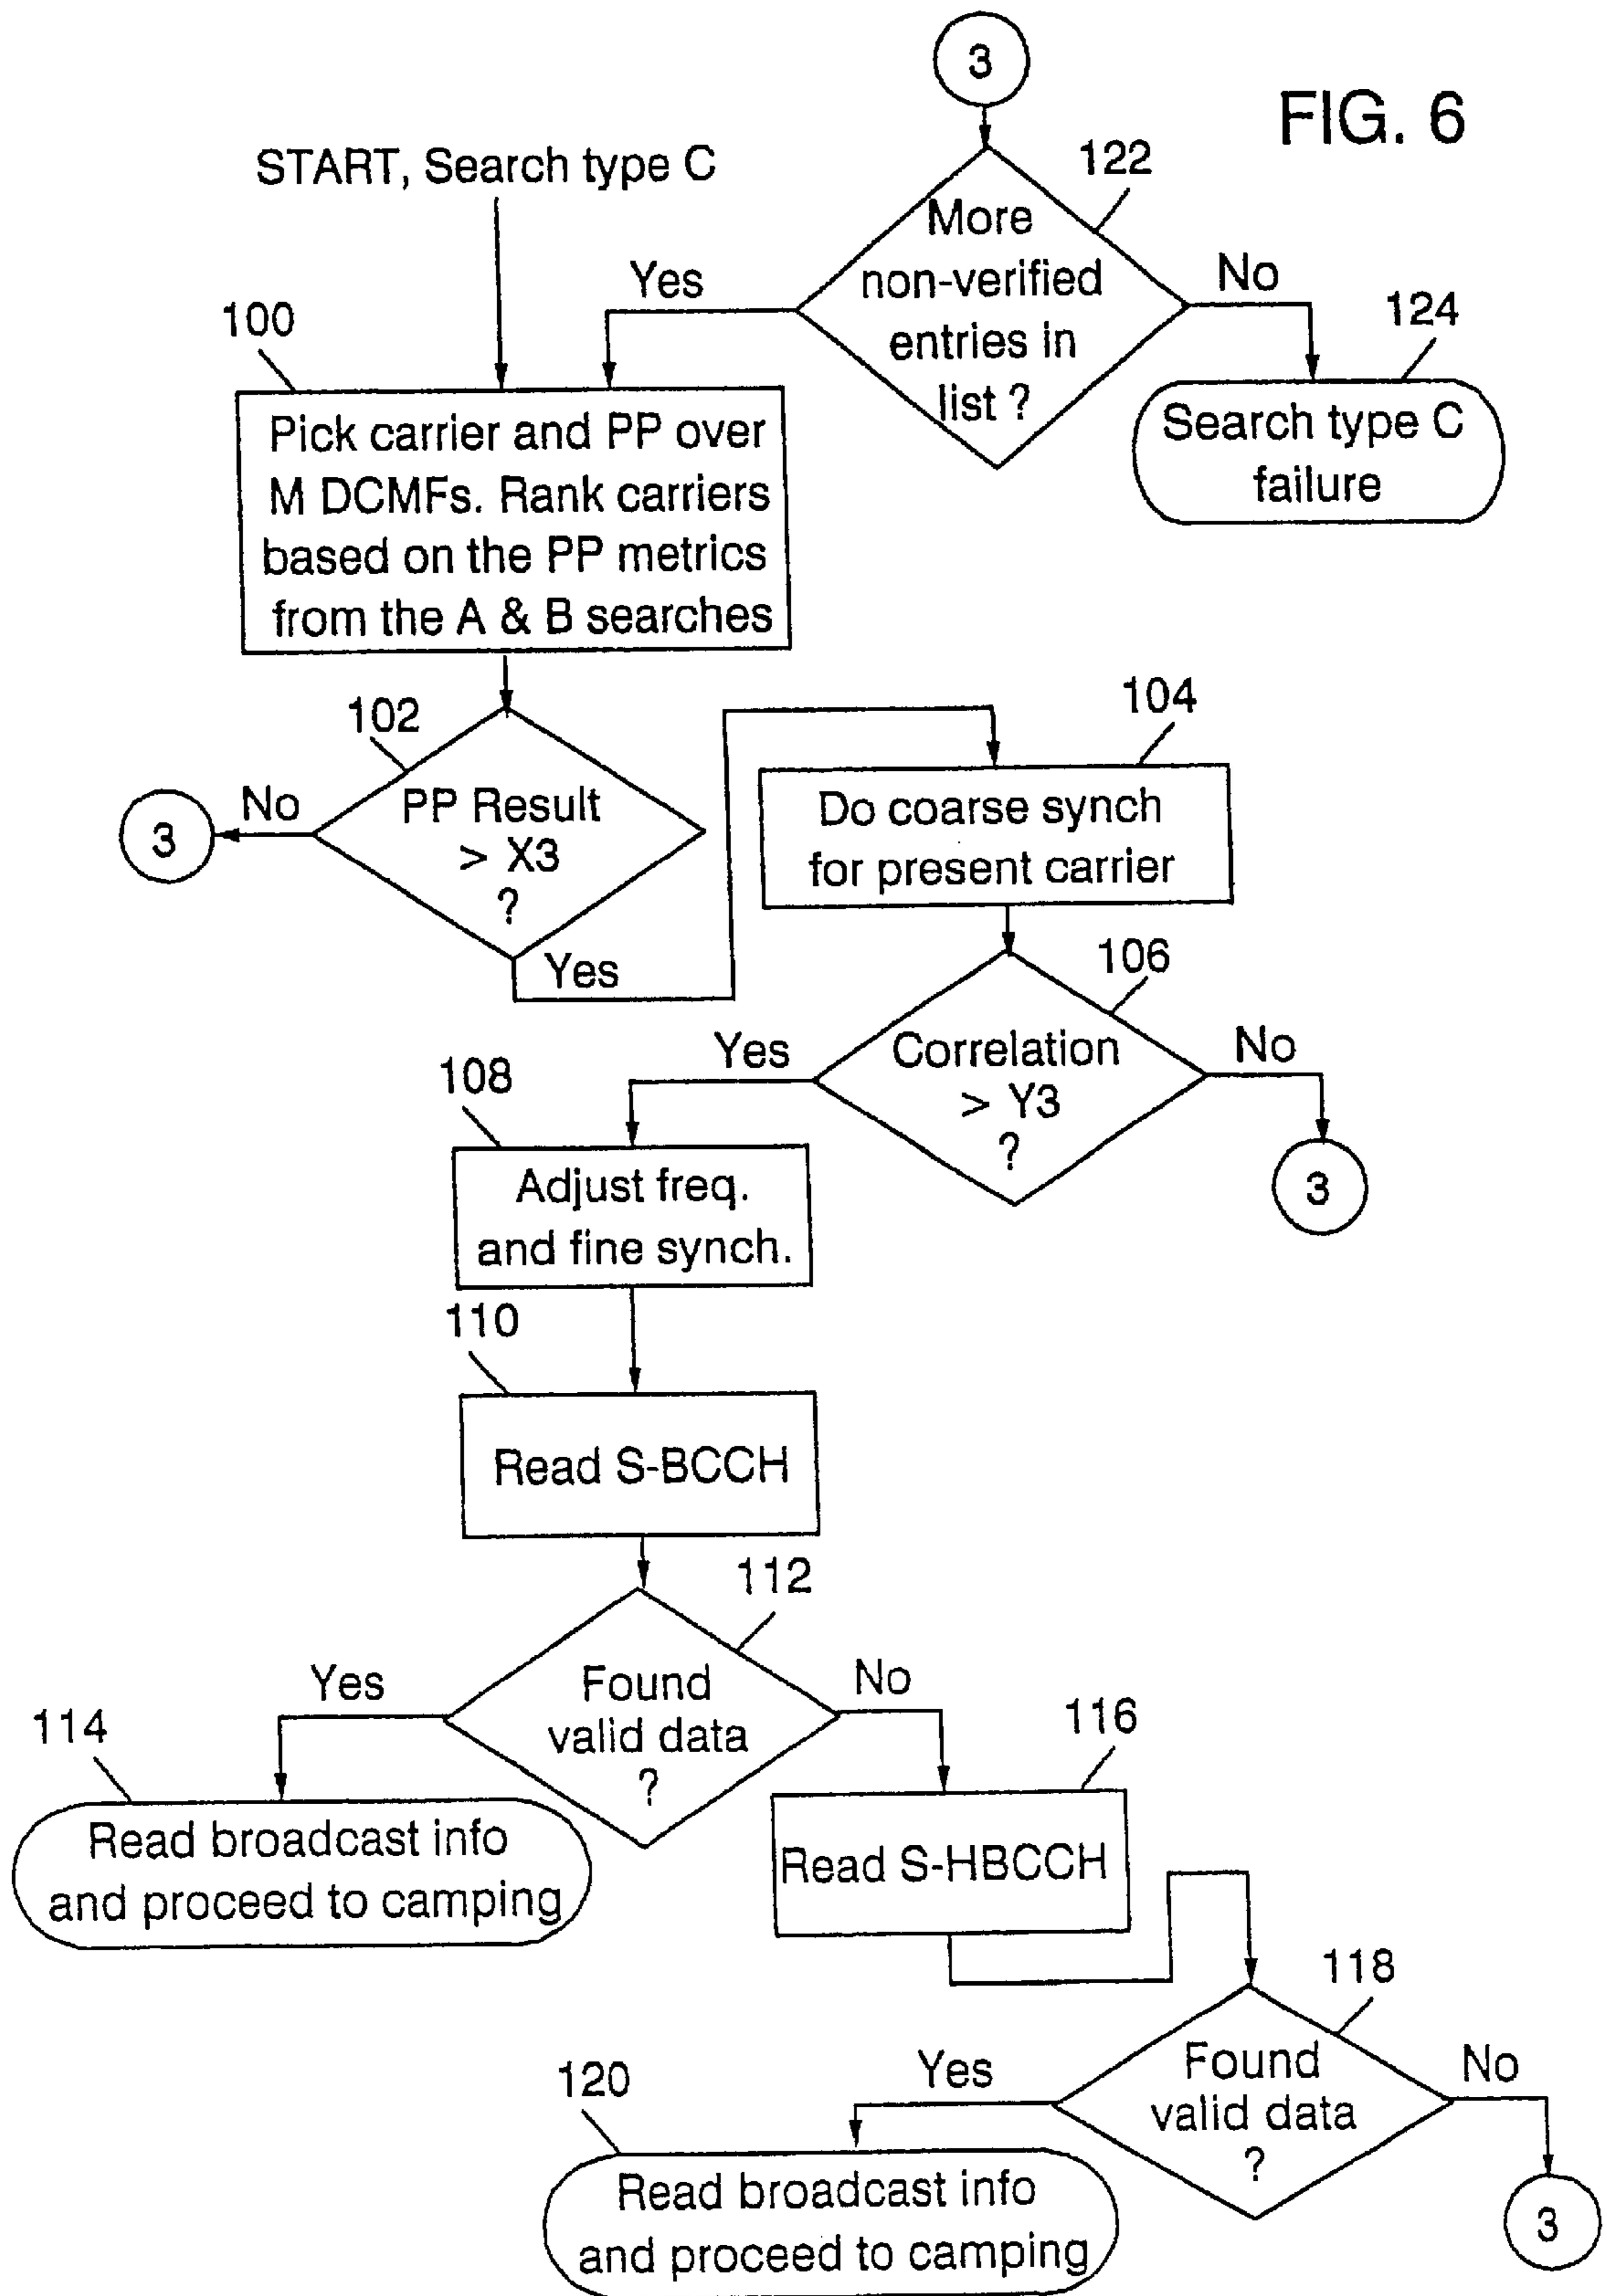 3
FIG. 6
START, Search type C
122
More
non-verified
entries in
list ?
Yes
No
100
124
Search type C
failure
Pick carrier and PP over
M DCMFs. Rank carriers
based on the PP metrics
from the A & B searches
102
104
PP Result
> X3
?
No
3
Yes
Do coarse synch
for present carrier
106
Correlation
> Y3
?
Yes
No
3
108
Adjust freq.
and fine synch.
110
Read S-BCCH
112
Found
valid data
?
Yes
No
114
Read broadcast info
and proceed to camping
116
Read S-HBCCH
118
Found
valid data
?
Yes
No
3
120
Read broadcast info
and proceed to camping